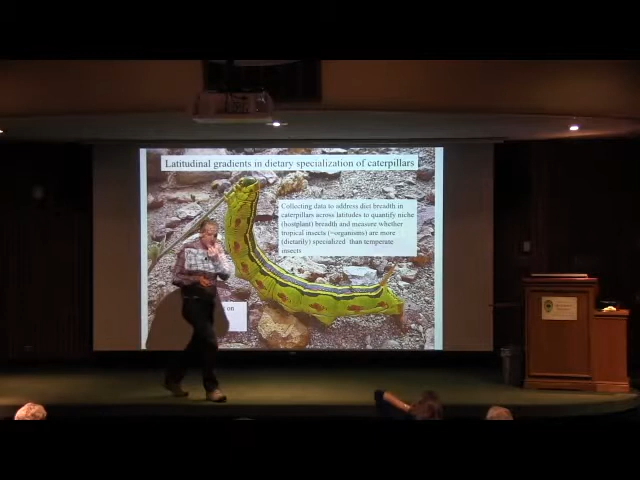 Latitudinal gradients in dietary specialization of caterpillars
Collecting data to address diet breadth in
caterpillars across latitudes to quantify niche
(hostplant) breadth and measure whether
tropical insects (=organisms) are more
(dietarily) specialized than temperate
insects
on